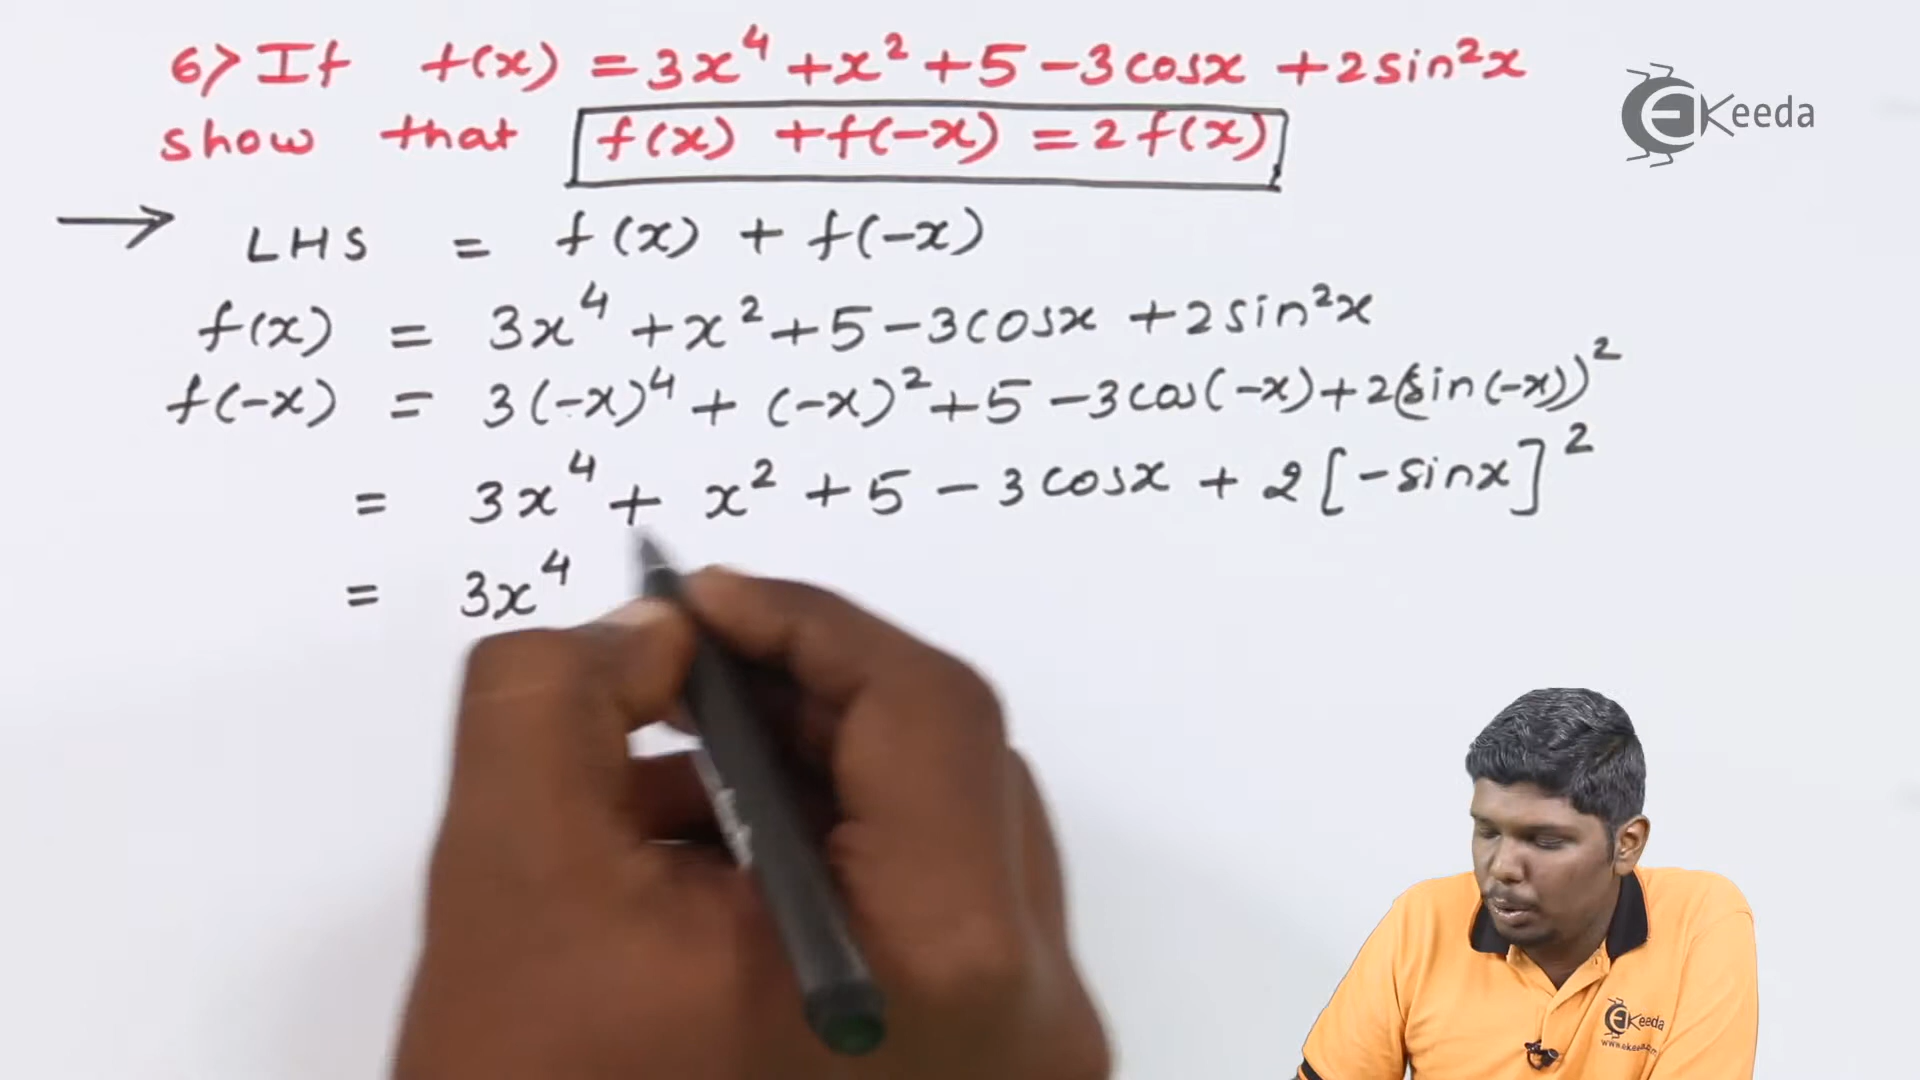 6) If f(x) = 3x⁴ + x² + 5 - 3cosx + 2sin²x
show that f(x) + f(-x) = 2f(x)
EKeeda
→ LHS = f(x) + f(-x)
f(x) = 3x⁴ + x² + 5 - 3cosx + 2sin²x
f(-x) = 3(-x)⁴ + (-x)² + 5 - 3cos(-x) + 2(sin(-x))²
= 3x⁴ + x² + 5 - 3cosx + 2[-sinx]²
= 3x⁴
EKeeda